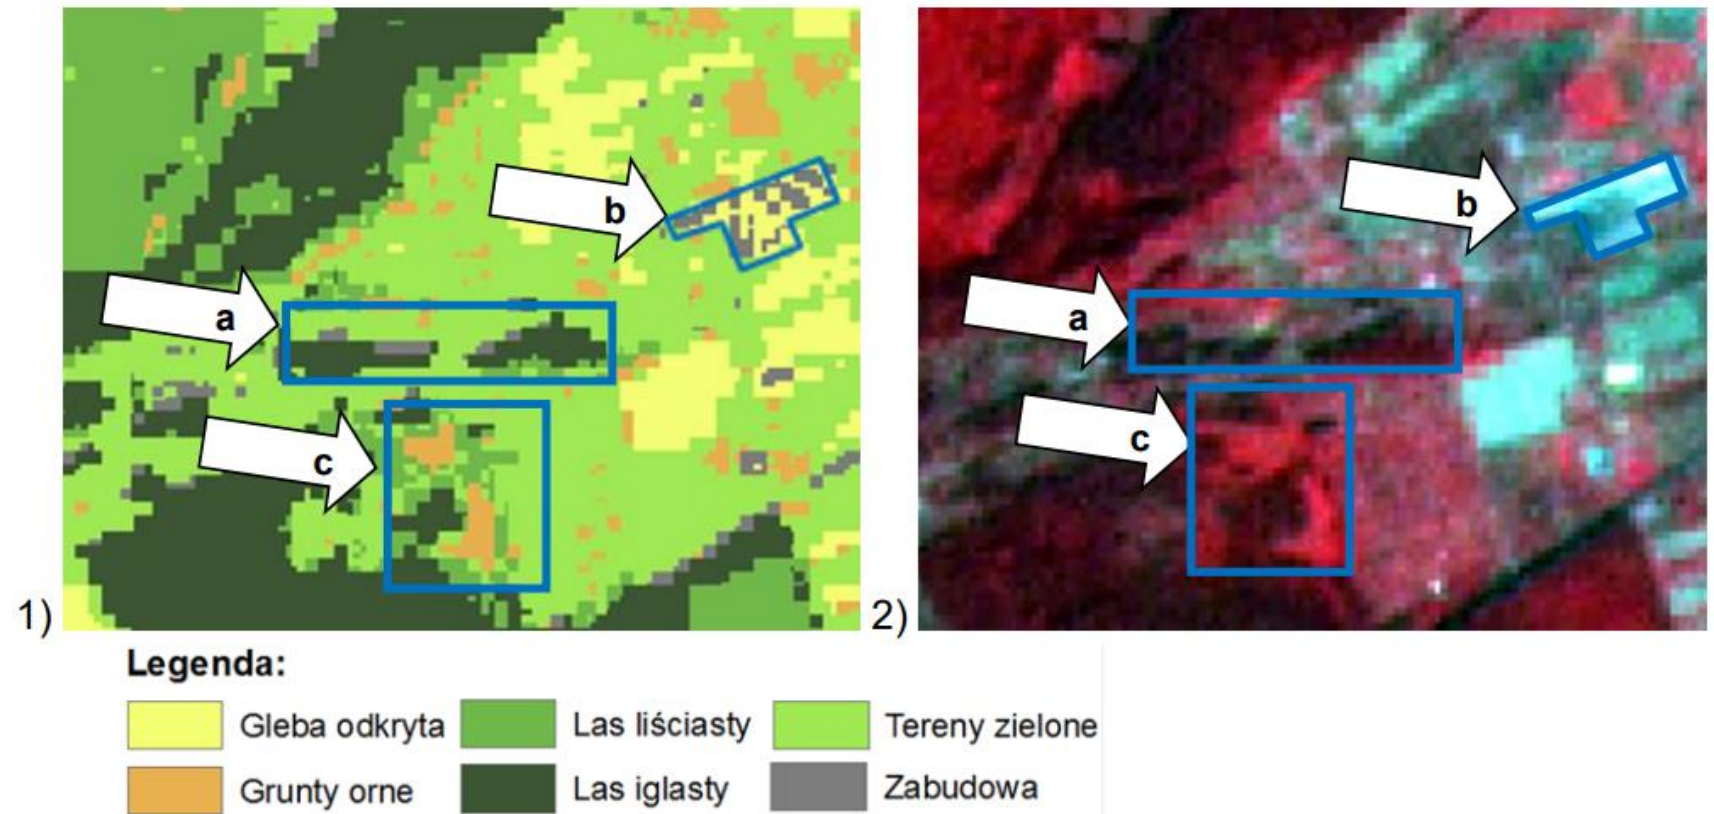 b
b
a
a
c
c
1)
2)
Legenda:
Gleba odkryta
Las liściasty
Tereny zielone
Grunty orne
Las iglasty
Zabudowa